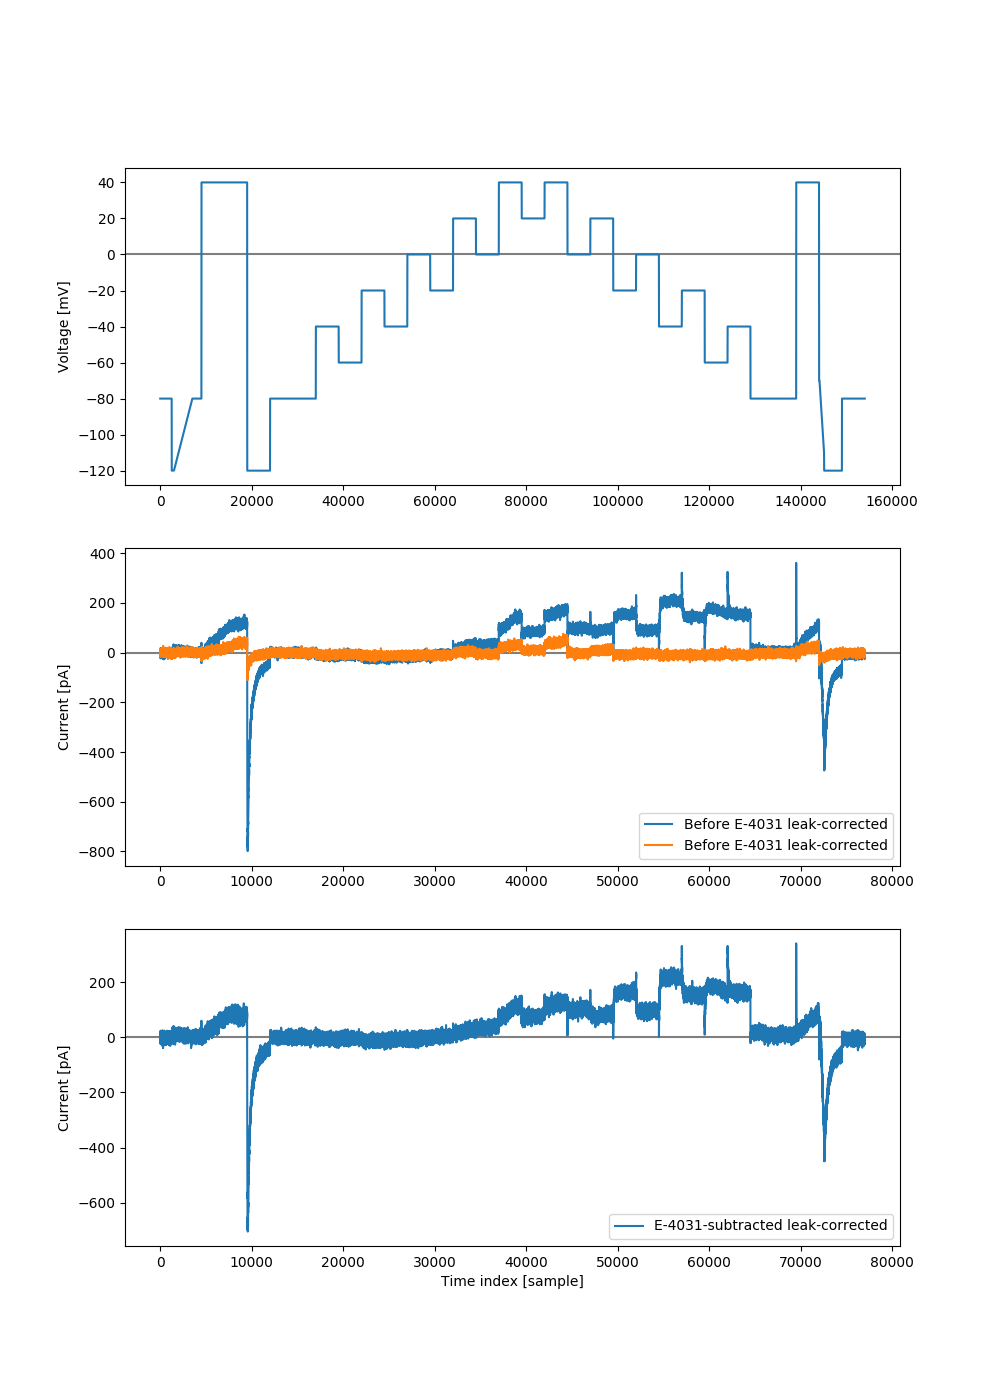 40
20
0
−20
−40
−60
−80
−100
−120
Voltage [mV]
0 20000 40000 60000 80000 100000 120000 140000 160000
400
200
0
−200
−400
−600
−800
Current [pA]
Before E-4031 leak-corrected
Before E-4031 leak-corrected
0 10000 20000 30000 40000 50000 60000 70000 80000
200
0
−200
−400
−600
Current [pA]
E-4031-subtracted leak-corrected
0 10000 20000 30000 40000 50000 60000 70000 80000
Time index [sample]